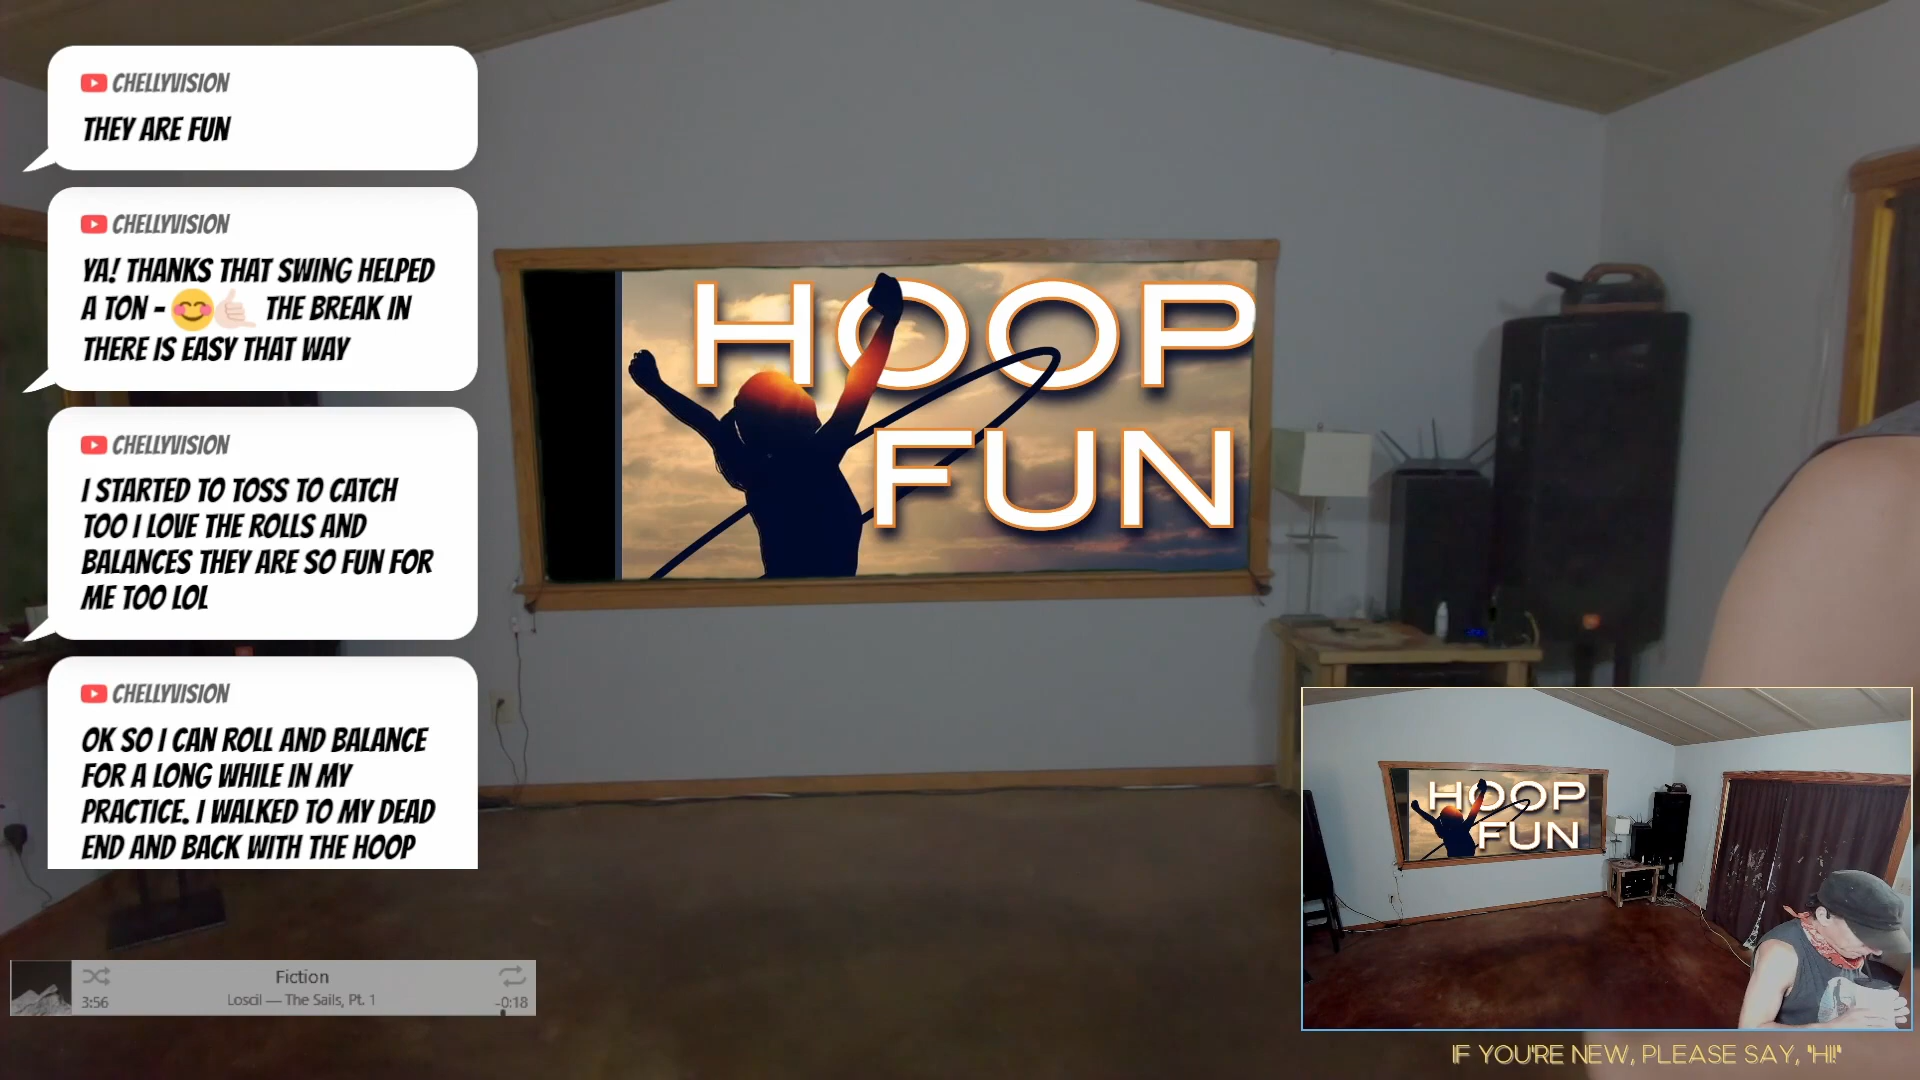 CHELLYVISION
THEY ARE FUN
CHELLYVISION
YA! THANKS THAT SWING HELPED
A TON - 😊🤙🏻 THE BREAK IN
THERE IS EASY THAT WAY
CHELLYVISION
I STARTED TO TOSS TO CATCH
TOO I LOVE THE ROLLS AND
BALANCES THEY ARE SO FUN FOR
ME TOO LOL
CHELLYVISION
OK SO I CAN ROLL AND BALANCE
FOR A LONG WHILE IN MY
PRACTICE. I WALKED TO MY DEAD
END AND BACK WITH THE HOOP
HOOP
FUN
HOOP
FUN
Fiction
3:56 Loscil — The Sails, Pt. 1 -0:18
IF YOU'RE NEW, PLEASE SAY, "HI!"